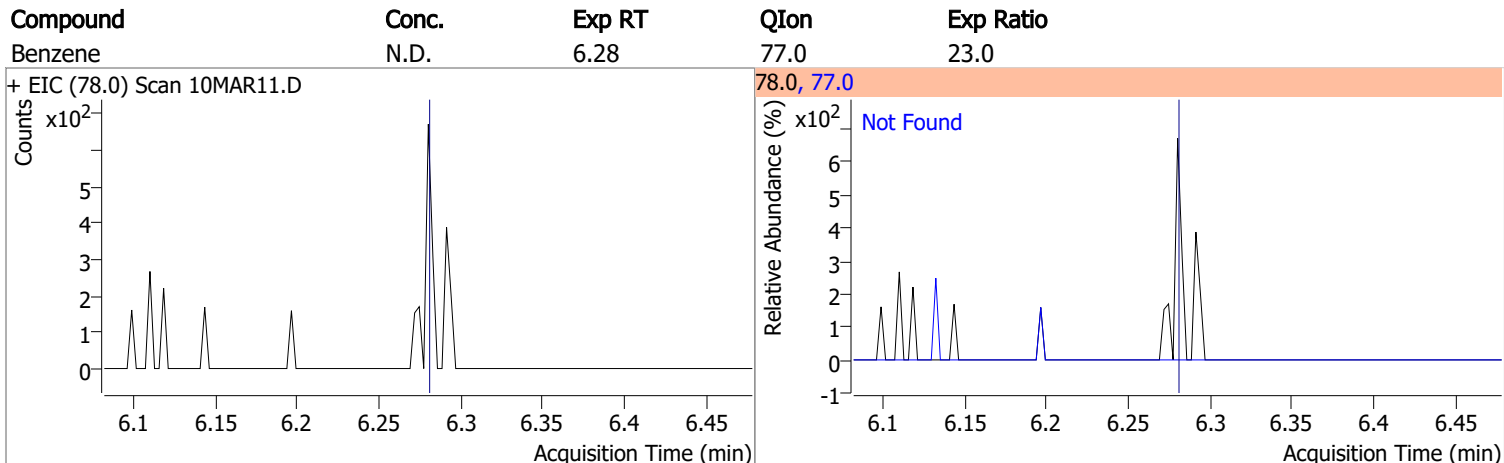 Compound Conc. Exp RT QIon Exp Ratio
Benzene N.D. 6.28 77.0 23.0
+ EIC (78.0) Scan 10MAR11.D
Counts
x10²
5
4
3
2
1
0
6.1 6.15 6.2 6.25 6.3 6.35 6.4 6.45
Acquisition Time (min)
78.0, 77.0
Relative Abundance (%)
x10²
Not Found
6
5
4
3
2
1
0
-1
6.1 6.15 6.2 6.25 6.3 6.35 6.4 6.45
Acquisition Time (min)